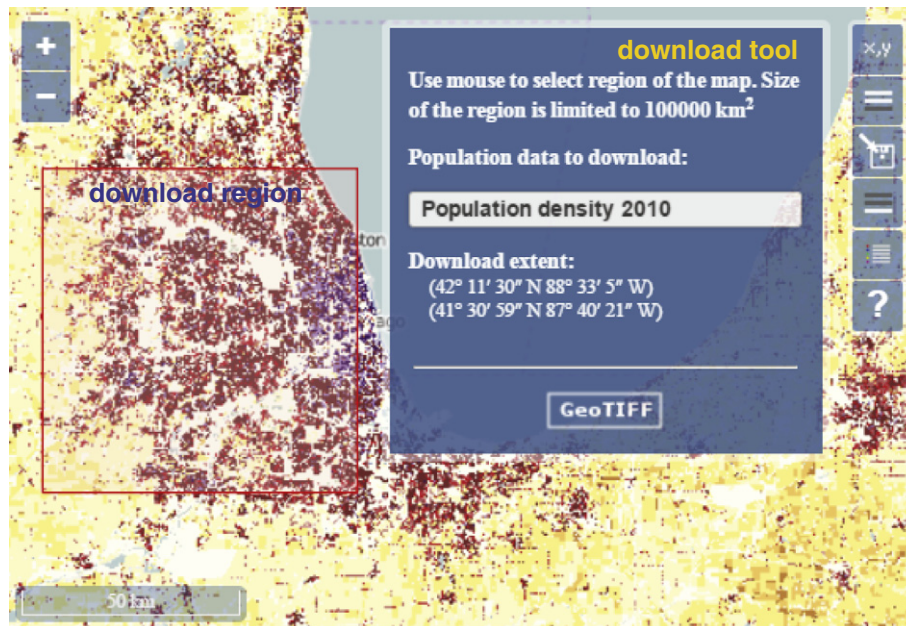 +
−
download tool
x,y
Use mouse to select region of the map. Size
of the region is limited to 100000 km²
Population data to download:
download region
Population density 2010
Download extent:
(42° 11′ 30″ N 88° 33′ 5″ W)
(41° 30′ 59″ N 87° 40′ 21″ W)
?
GeoTIFF
50 km